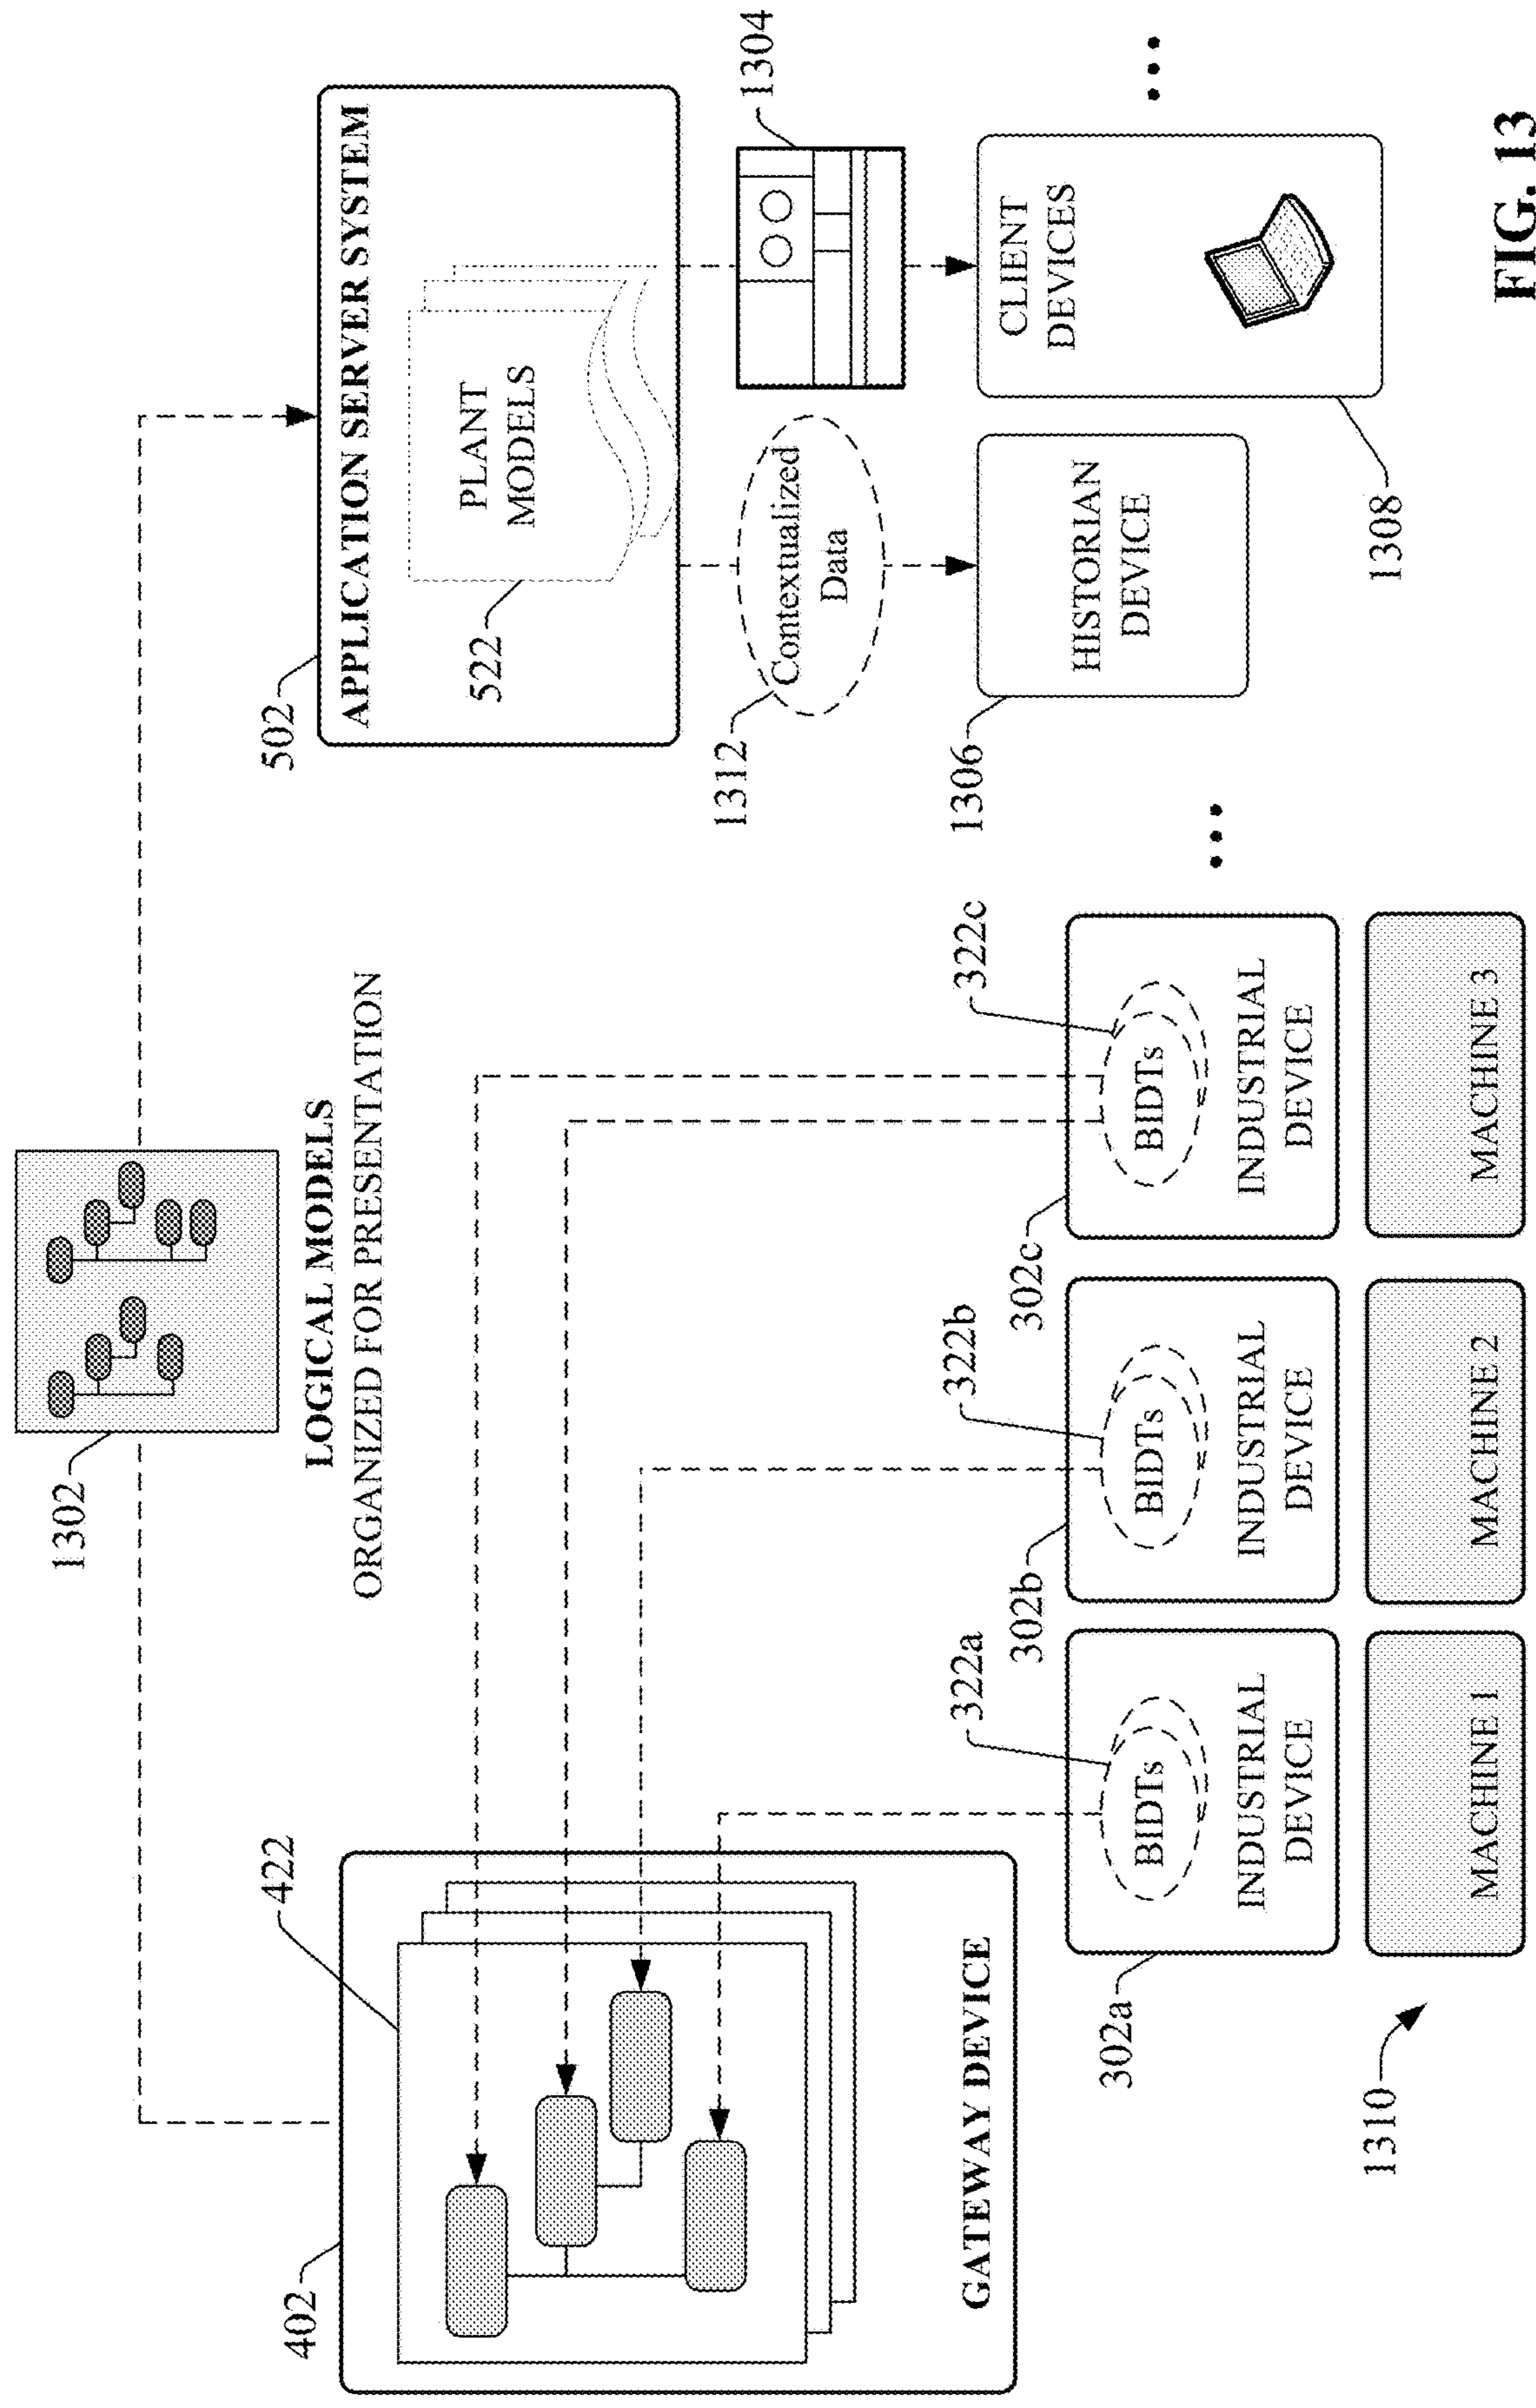 1302
LOGICAL MODELS
ORGANIZED FOR PRESENTATION
402
422
GATEWAY DEVICE
502
APPLICATION SERVER SYSTEM
PLANT
MODELS
522
1312
Contextualized
Data
1304
1306
HISTORIAN
DEVICE
CLIENT
DEVICES
1308
322a
BIDTs
INDUSTRIAL
DEVICE
302a
322b
BIDTs
INDUSTRIAL
DEVICE
302b
322c
BIDTs
INDUSTRIAL
DEVICE
302c
1310
MACHINE 1
MACHINE 2
MACHINE 3
FIG. 13